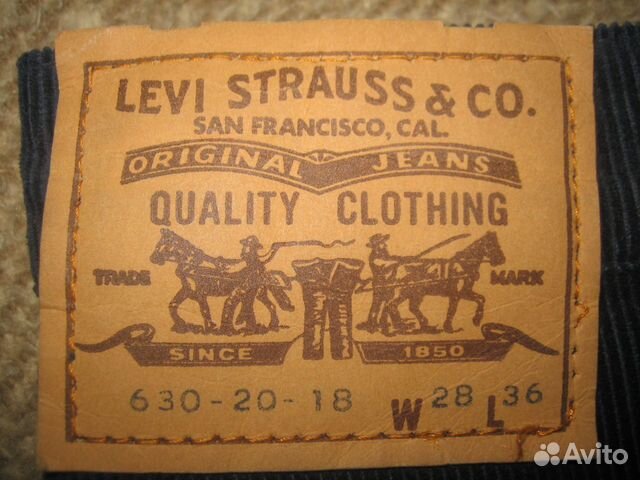 LEVI STRAUSS & CO.
SAN FRANCISCO, CAL.
ORIGINAL JEANS
QUALITY CLOTHING
TRADE MARK
SINCE 1850
630-20-18 W 28 L 36
Avito